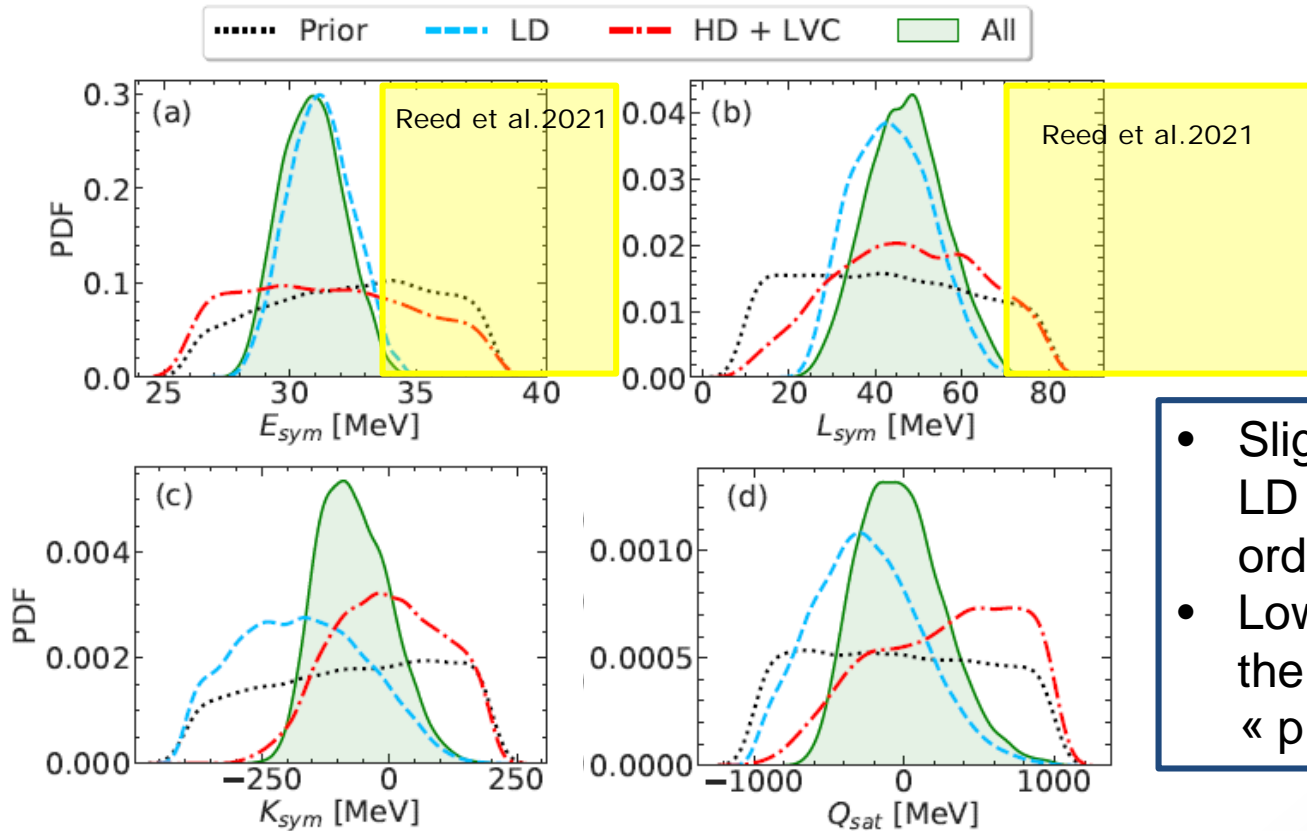 Prior LD HD + LVC All
(a) Reed et al.2021
0.3
0.2
0.1
0.0
PDF
25 30 35 40
E_sym [MeV]
(b) Reed et al.2021
0.04
0.03
0.02
0.01
0.00
0 20 40 60 80
L_sym [MeV]
(c)
0.004
0.002
0.000
PDF
−250 0 250
K_sym [MeV]
(d)
0.0010
0.0005
0.0000
−1000 0 1000
Q_sat [MeV]
• Slig
LD
ord
• Low
the
« p